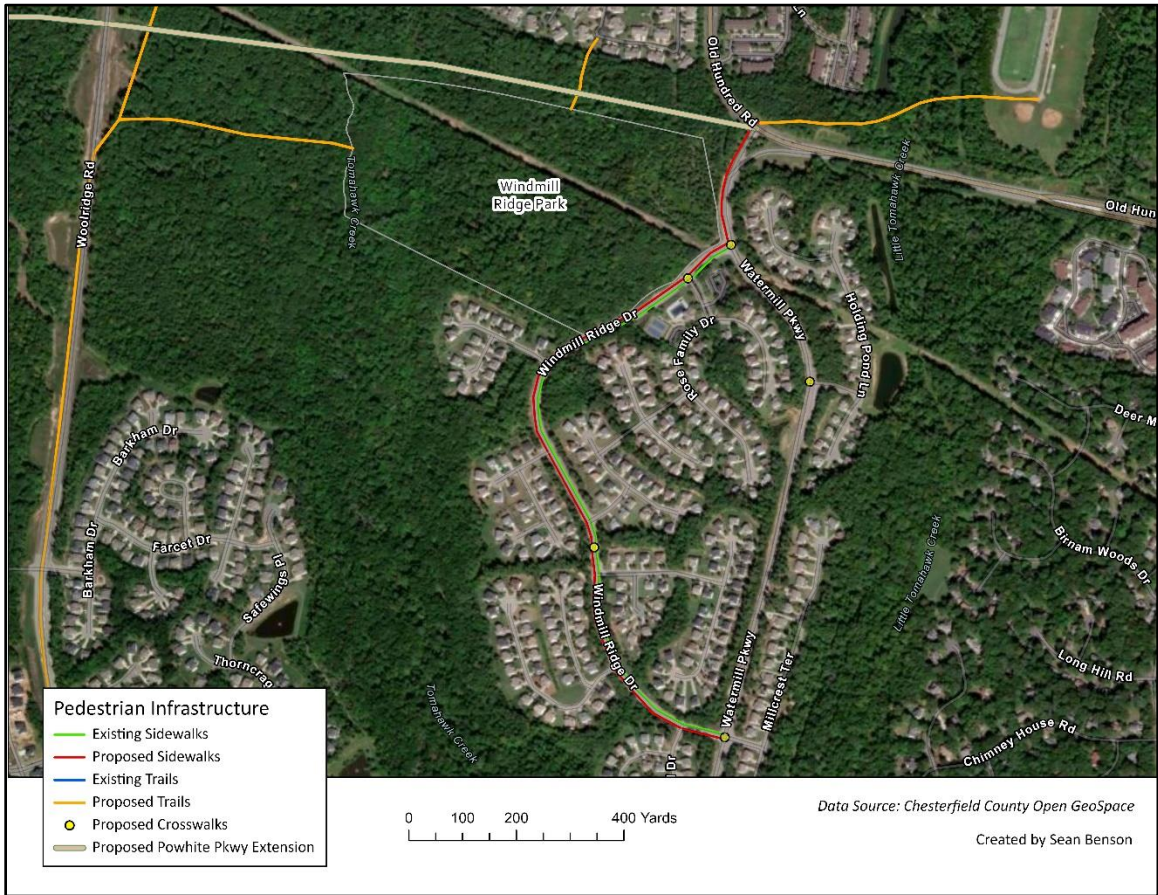 Ln
Old Hundred Rd
Woolridge Rd
Tomahawk Creek
Windmill
Ridge Park
Little Tomahawk Creek
Old Hun
Watermill Pkwy
Holding Pond Ln
Windmill Ridge Dr
Rose Family Dr
Deer M
Barkham Dr
Barkham Dr
Farcet Dr
Safewings Pl
Thorncrag
Birnam Woods Dr
Little Tomahawk Creek
Long Hill Rd
Windmill Ridge Dr
Watermill Pkwy
Millcrest Ter
Tomahawk Creek
Chimney House Rd
Dr
Pedestrian Infrastructure
Existing Sidewalks
Proposed Sidewalks
Existing Trails
Proposed Trails
Proposed Crosswalks
Proposed Powhite Pkwy Extension
0 100 200 400 Yards
Data Source: Chesterfield County Open GeoSpace
Created by Sean Benson